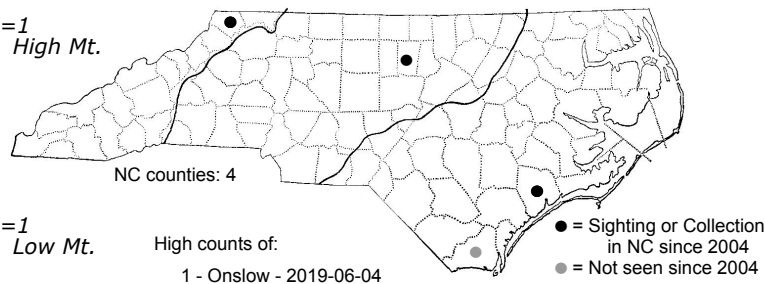 =1
High Mt.
NC counties: 4
=1
Low Mt.
High counts of:
1 - Onslow - 2019-06-04
= Sighting or Collection
in NC since 2004
= Not seen since 2004